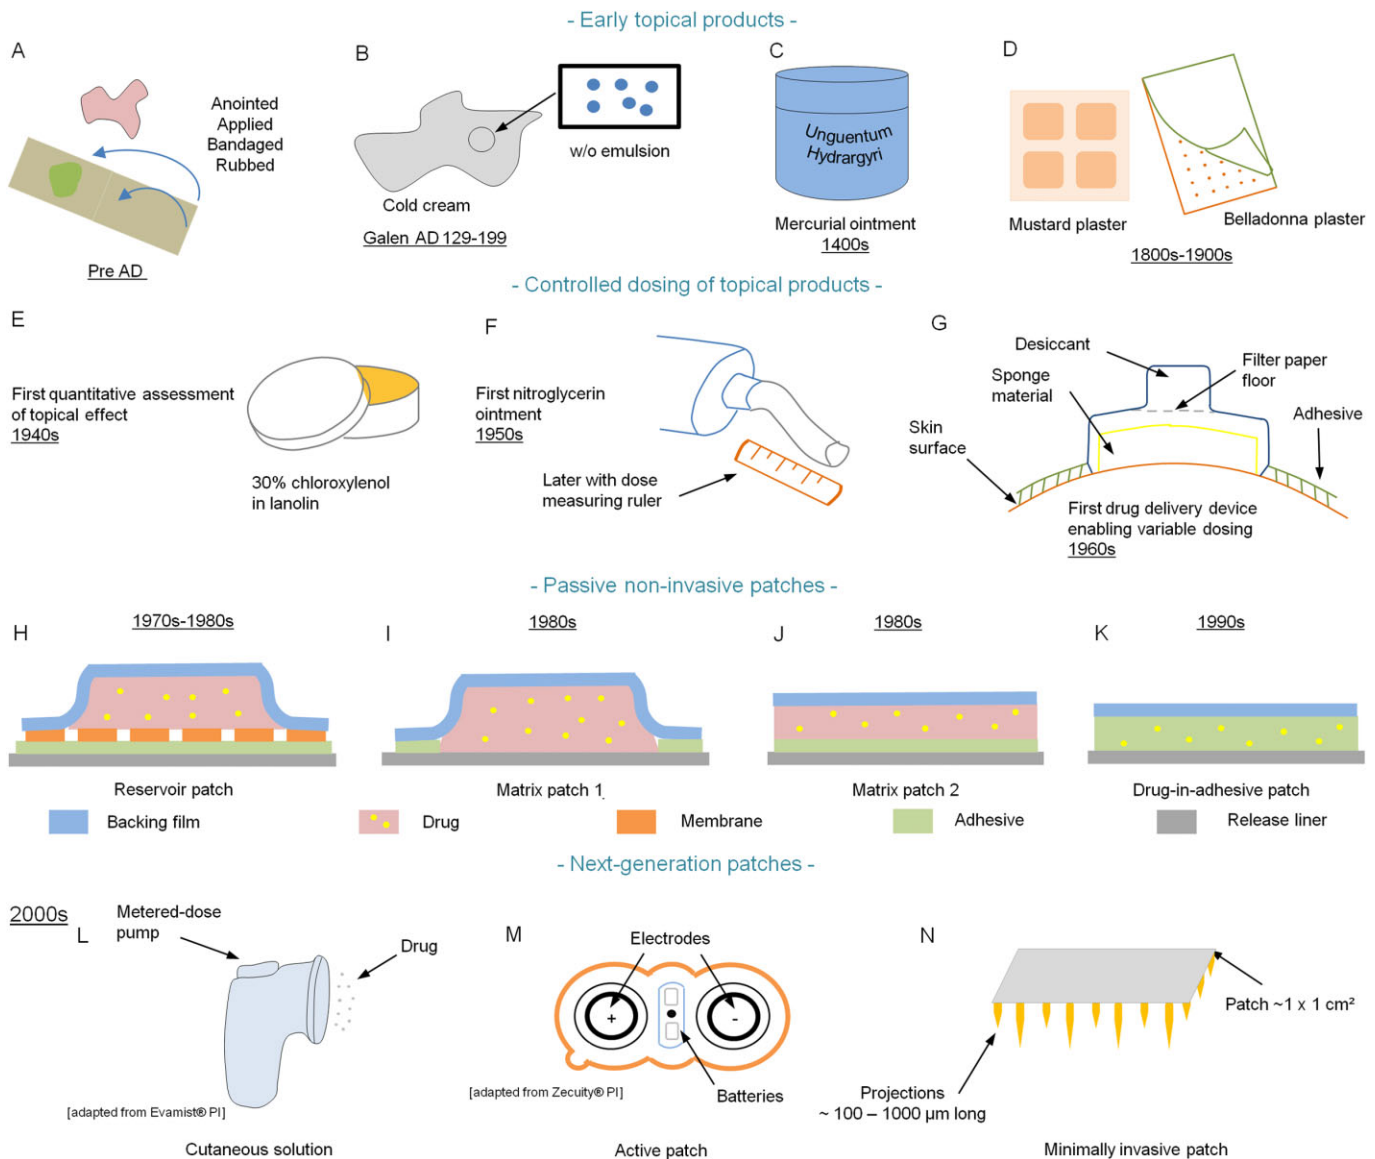 - Early topical products -
A
Anointed
Applied
Bandaged
Rubbed
Pre AD
B
w/o emulsion
Cold cream
Galen AD 129-199
C
Unguentum
Hydrargyri
Mercurial ointment
1400s
D
Mustard plaster
Belladonna plaster
1800s-1900s
- Controlled dosing of topical products -
E
First quantitative assessment
of topical effect
1940s
30% chloroxylenol
in lanolin
F
First nitroglycerin
ointment
1950s
Later with dose
measuring ruler
G
Desiccant
Filter paper
floor
Sponge
material
Adhesive
Skin
surface
First drug delivery device
enabling variable dosing
1960s
- Passive non-invasive patches -
H
1970s-1980s
Reservoir patch
I
1980s
Matrix patch 1
J
1980s
Matrix patch 2
K
1990s
Drug-in-adhesive patch
Backing film
Drug
Membrane
Adhesive
Release liner
- Next-generation patches -
2000s
L
Metered-dose
pump
Drug
[adapted from Evamist® PI]
Cutaneous solution
M
Electrodes
+
-
Batteries
[adapted from Zecuity® PI]
Active patch
N
Patch ~1 x 1 cm²
Projections
~ 100 – 1000 µm long
Minimally invasive patch